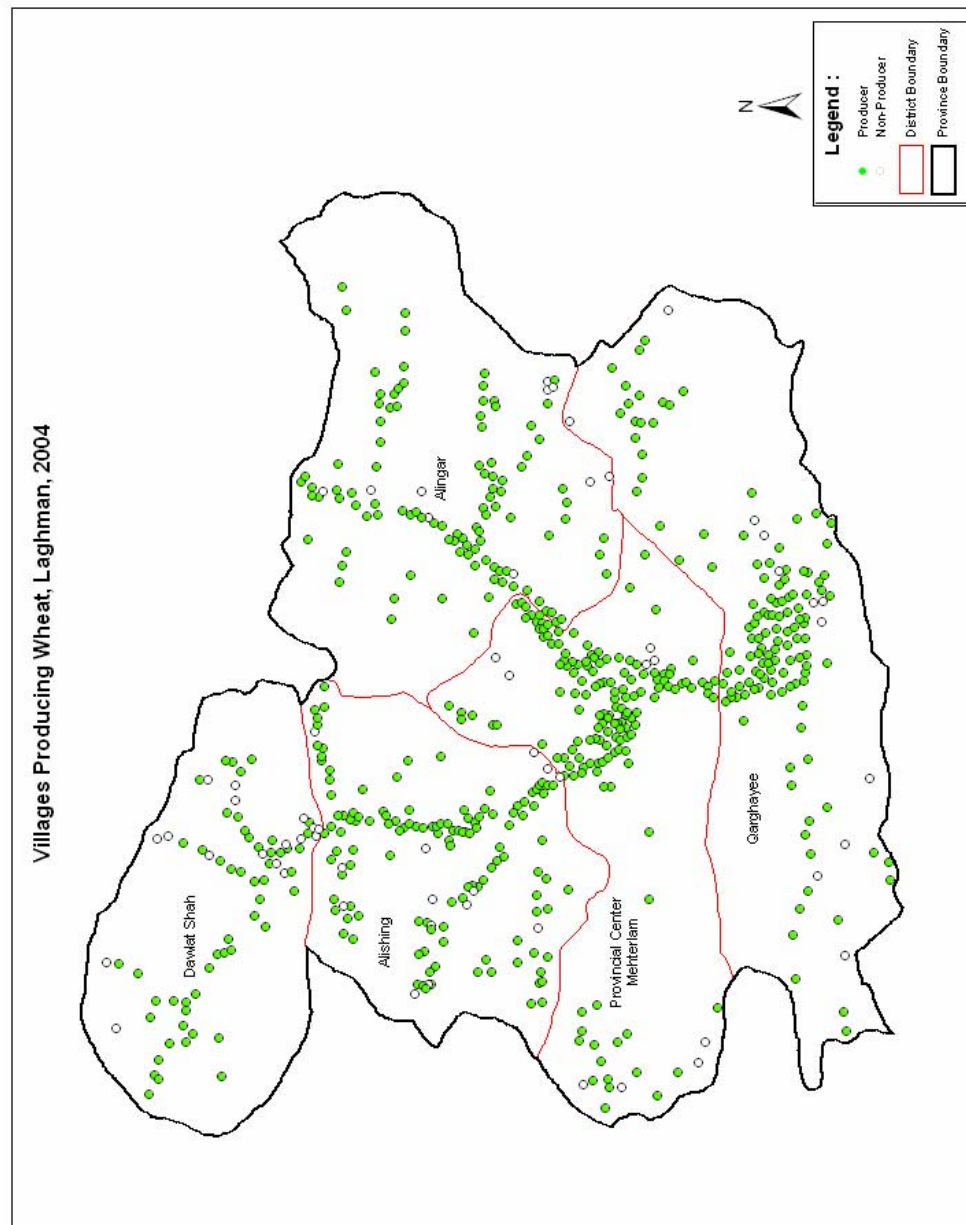 Villages Producing Wheat, Laghman, 2004
N
Legend :
Producer
Non-Producer
District Boundary
Province Boundary
Dawlat Shah
Alishing
Alingar
Provincial Center
Mehterlam
Qarghayee